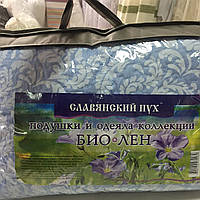 СЛАВЯНСКИЙ ПУХ
ПОДУШКИ И ОДЕЯЛА КОЛЛЕКЦИИ
БИО•ЛЕН